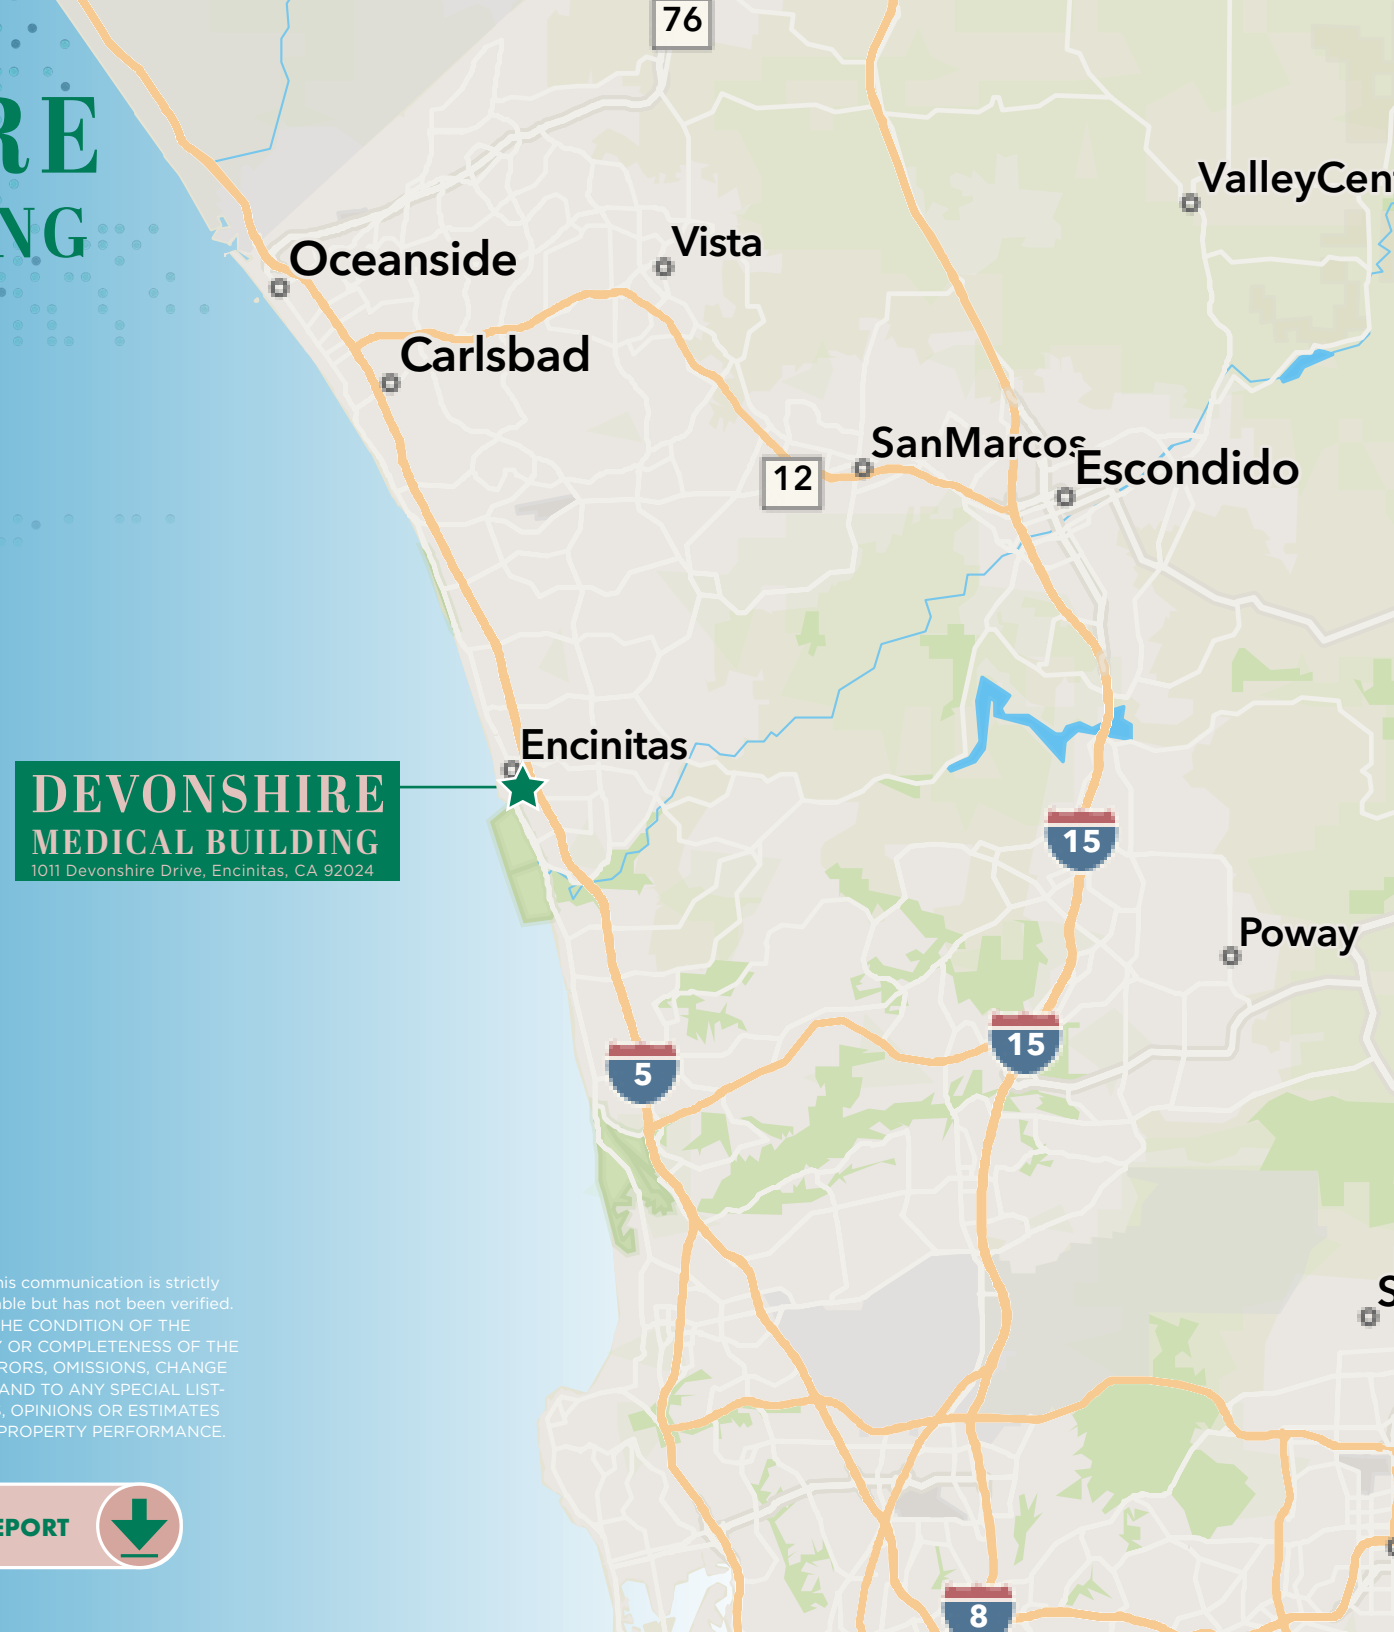 76
RE
NG
ValleyCen
Vista
Oceanside
Carlsbad
SanMarcos
Escondido
12
Encinitas
DEVONSHIRE
MEDICAL BUILDING
1011 Devonshire Drive, Encinitas, CA 92024
15
Poway
15
5
his communication is strictly
able but has not been verified.
HE CONDITION OF THE
Y OR COMPLETENESS OF THE
RORS, OMISSIONS, CHANGE
AND TO ANY SPECIAL LIST-
S, OPINIONS OR ESTIMATES
PROPERTY PERFORMANCE.
S
EPORT
8